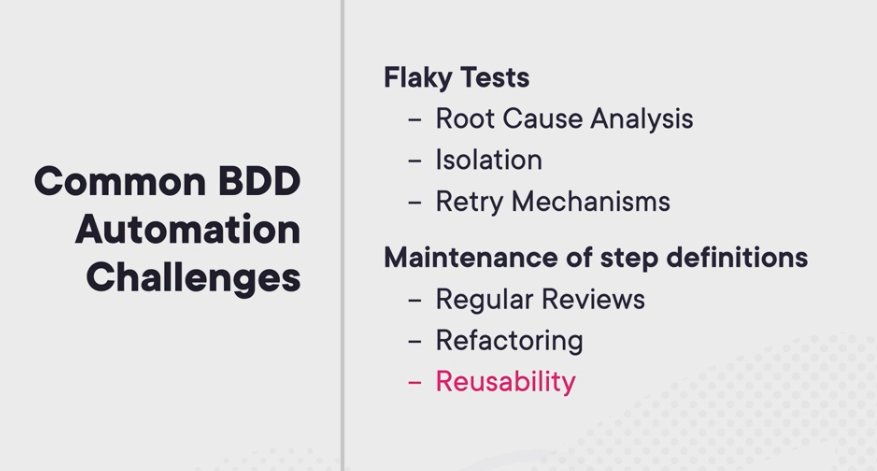 Common BDD
Automation
Challenges
Flaky Tests
– Root Cause Analysis
– Isolation
– Retry Mechanisms
Maintenance of step definitions
– Regular Reviews
– Refactoring
– Reusability